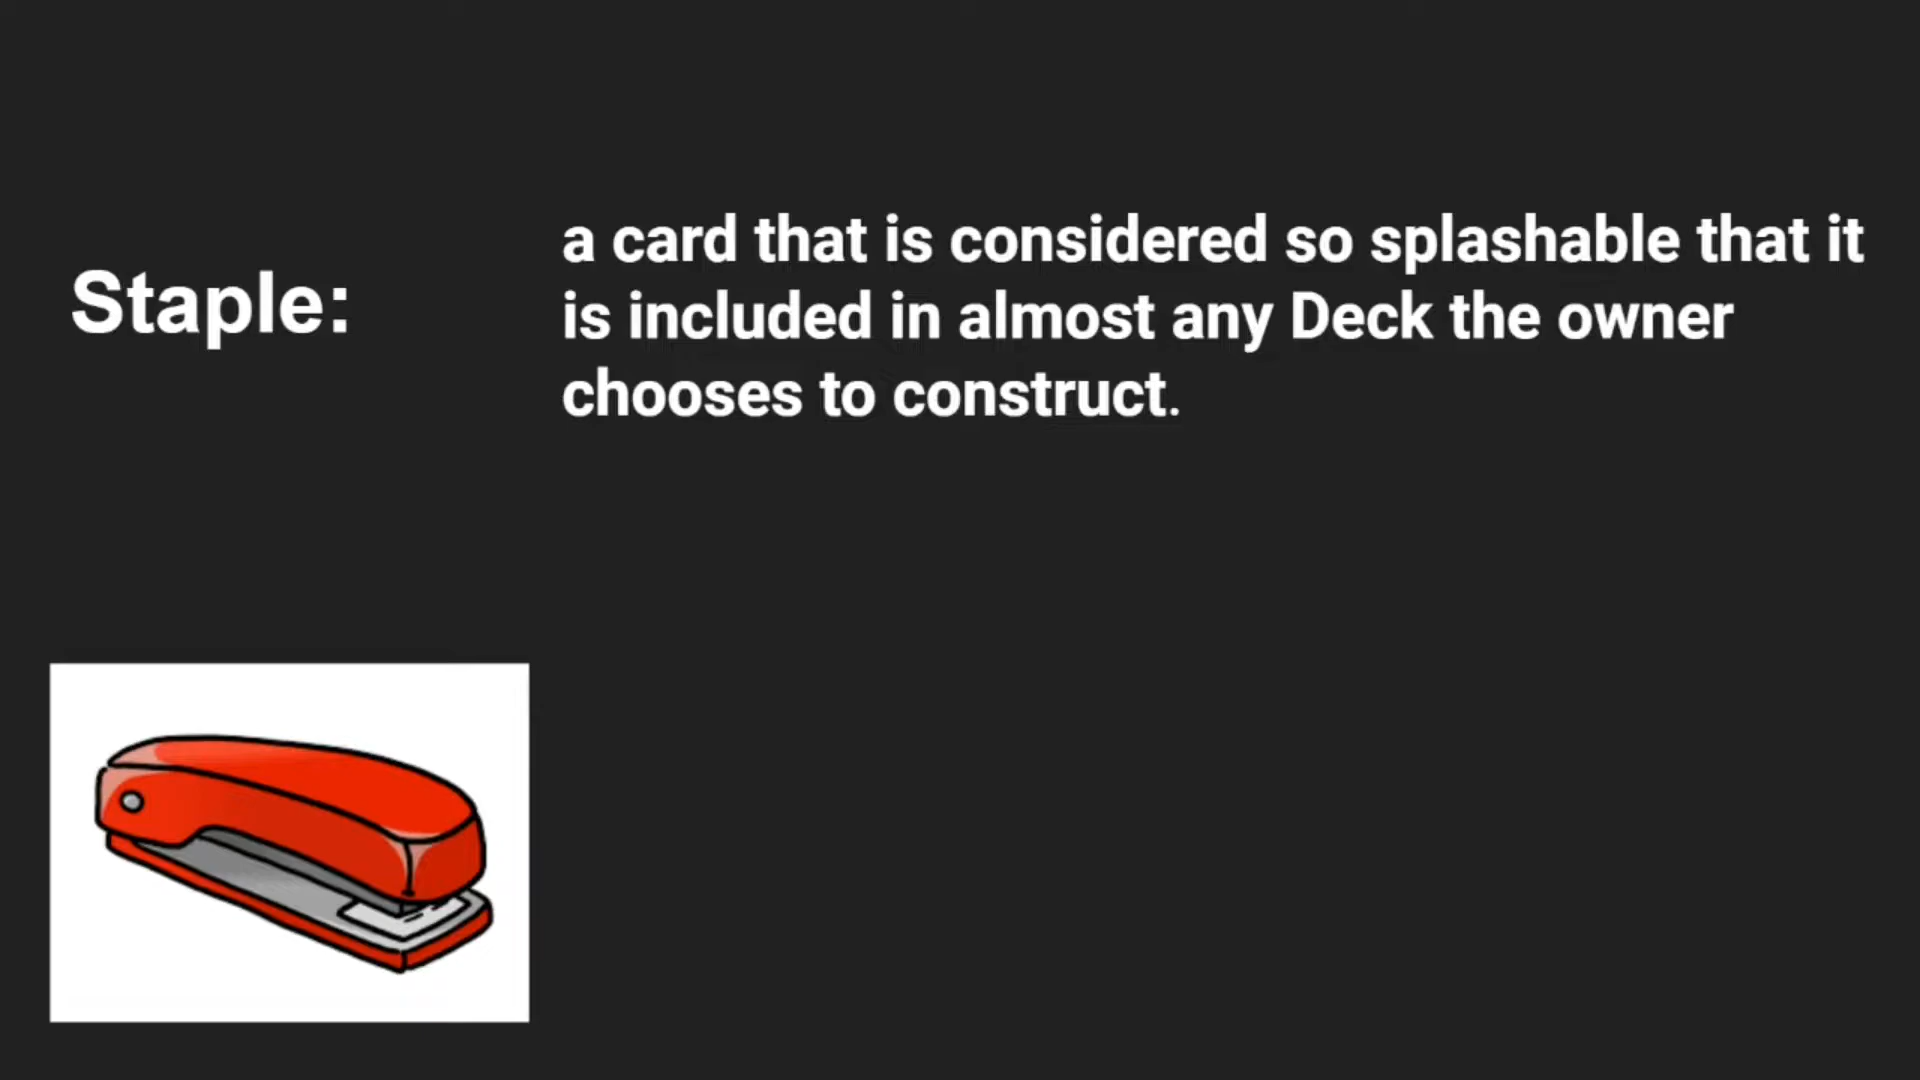 Staple:
a card that is considered so splashable that it
is included in almost any Deck the owner
chooses to construct.